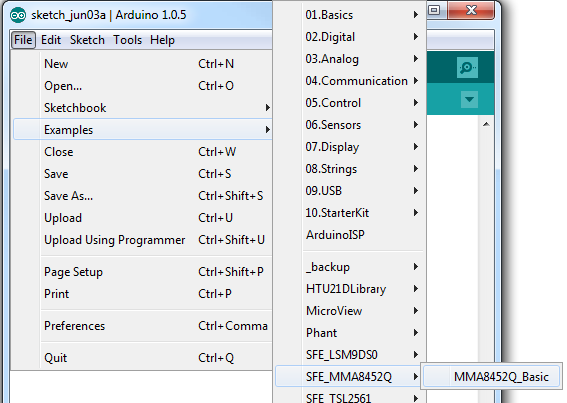 sketch_jun03a | Arduino 1.0.5
File Edit Sketch Tools Help
New Ctrl+N
Open... Ctrl+O
Sketchbook
Examples
Close Ctrl+W
Save Ctrl+S
Save As... Ctrl+Shift+S
Upload Ctrl+U
Upload Using Programmer Ctrl+Shift+U
Page Setup Ctrl+Shift+P
Print Ctrl+P
Preferences Ctrl+Comma
Quit Ctrl+Q
01.Basics
02.Digital
03.Analog
04.Communication
05.Control
06.Sensors
07.Display
08.Strings
09.USB
10.StarterKit
ArduinoISP
_backup
HTU21DLibrary
MicroView
Phant
SFE_LSM9DS0
SFE_MMA8452Q
SFE_TSL2561
MMA8452Q_Basic